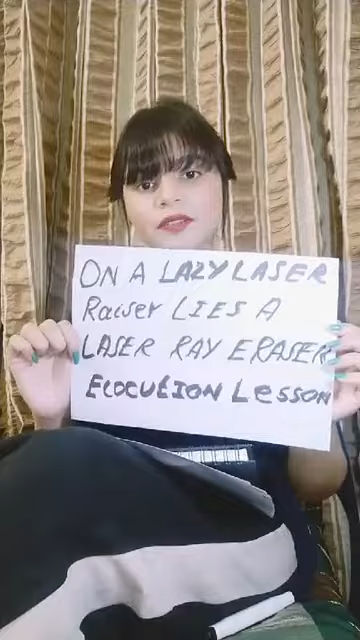 ON A LAZY LASER
Raiser LIES A
LASER RAY ERASER
ELOCUTION Lesson